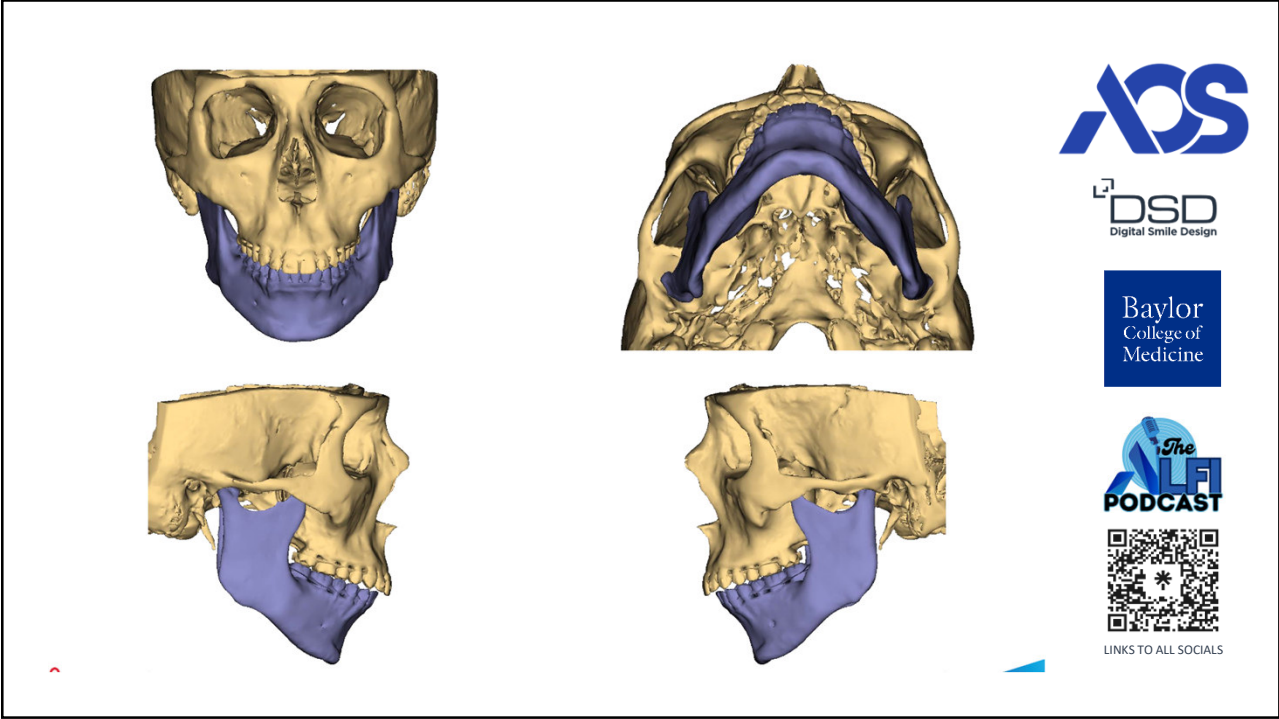 AOS
DSD
Digital Smile Design
Baylor
College of
Medicine
The
ALFI
PODCAST
LINKS TO ALL SOCIALS